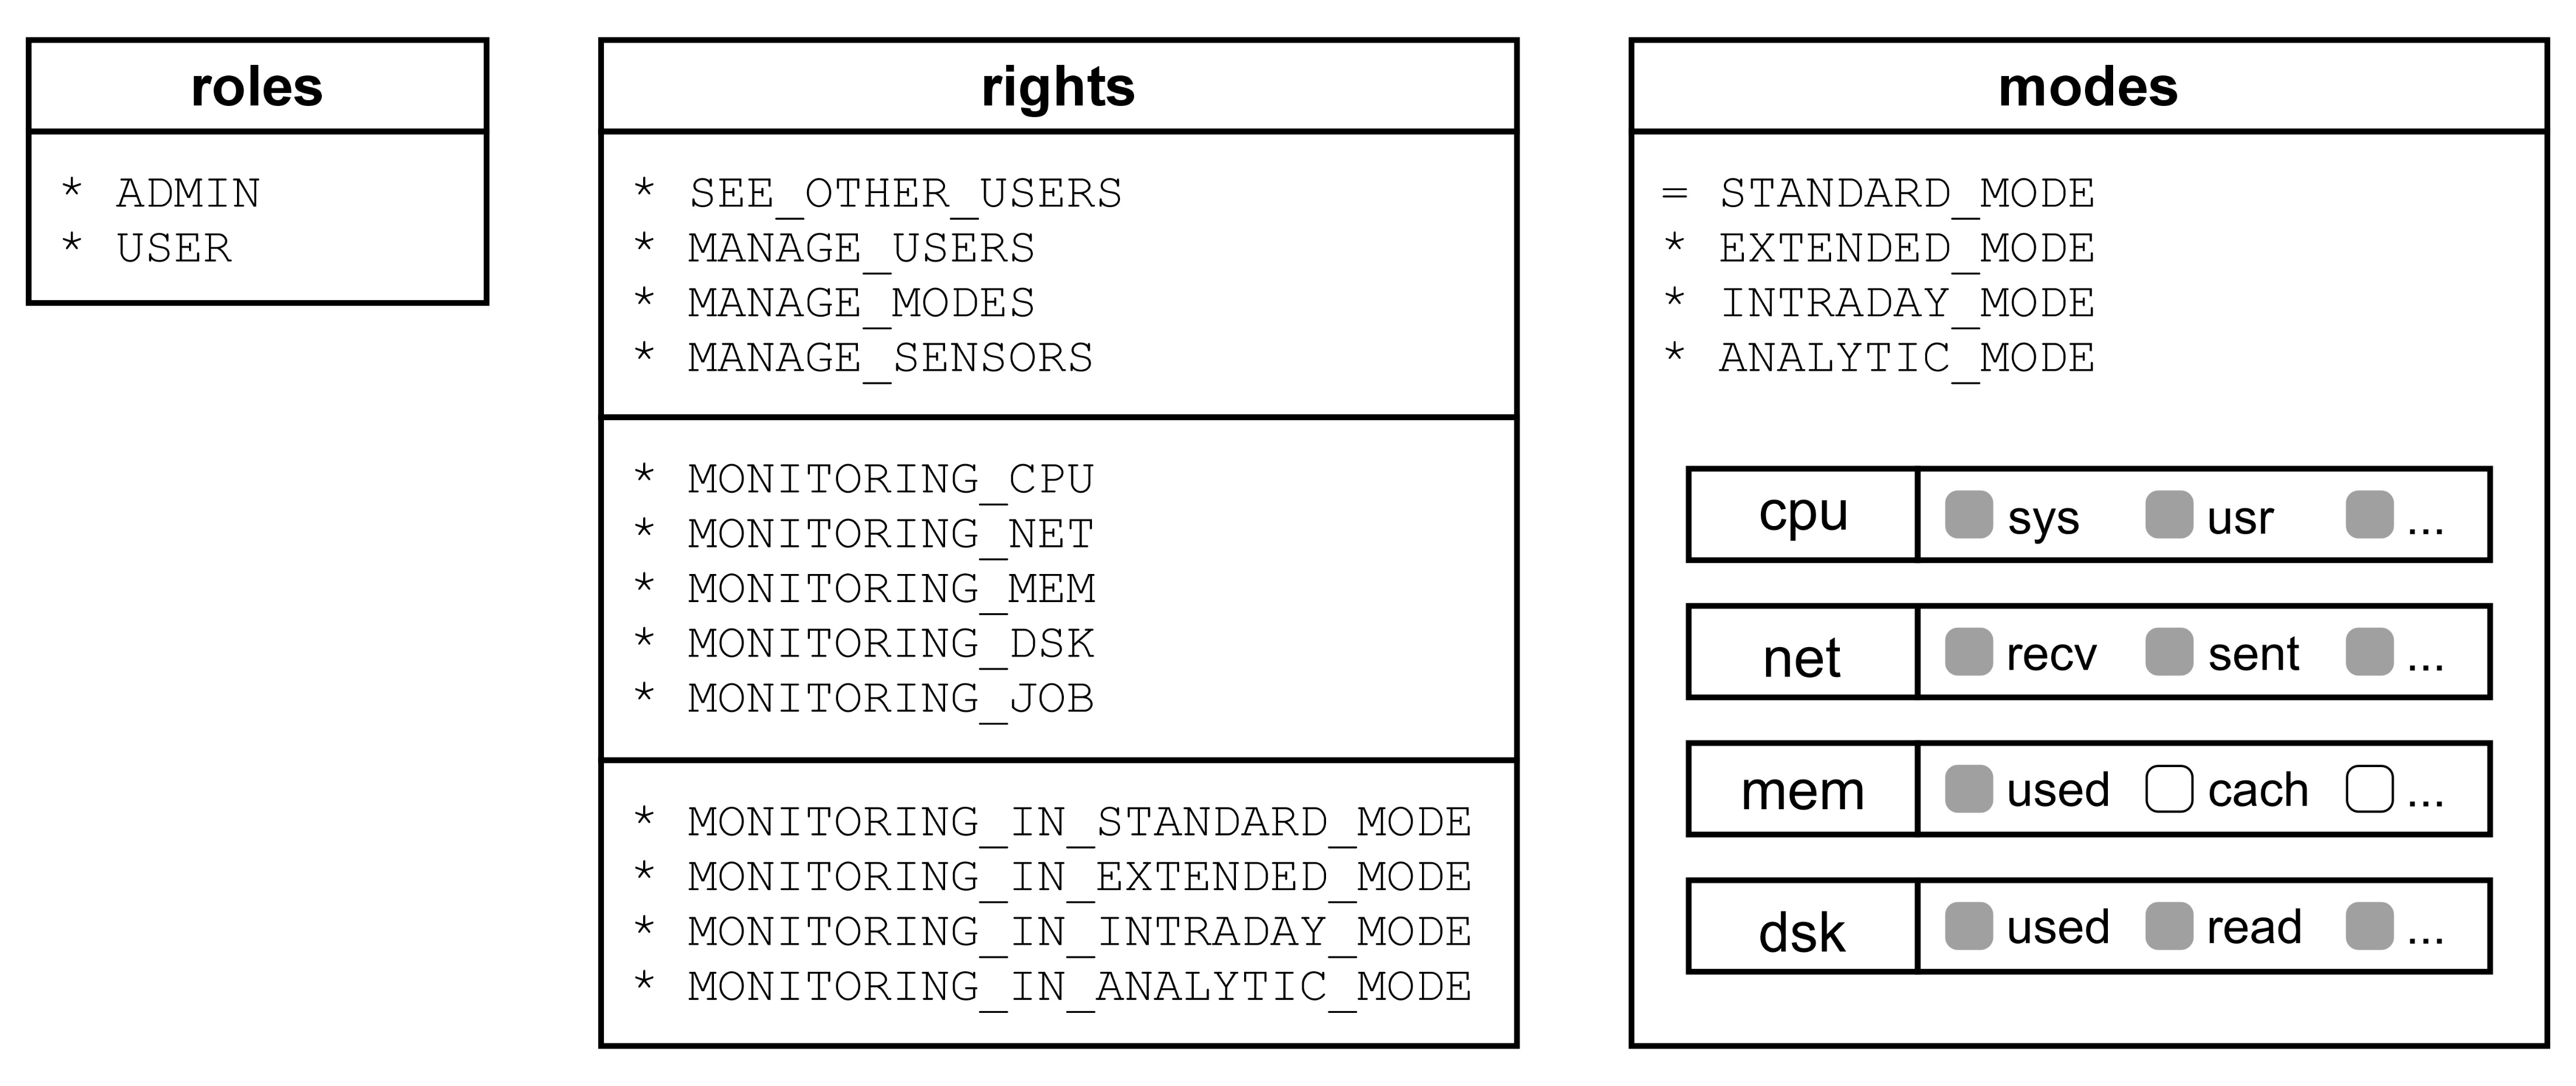 roles
* ADMIN
* USER
rights
* SEE_OTHER_USERS
* MANAGE_USERS
* MANAGE_MODES
* MANAGE_SENSORS
* MONITORING_CPU
* MONITORING_NET
* MONITORING_MEM
* MONITORING_DSK
* MONITORING_JOB
* MONITORING_IN_STANDARD_MODE
* MONITORING_IN_EXTENDED_MODE
* MONITORING_IN_INTRADAY_MODE
* MONITORING_IN_ANALYTIC_MODE
modes
= STANDARD_MODE
* EXTENDED_MODE
* INTRADAY_MODE
* ANALYTIC_MODE
cpu sys usr ...
net recv sent ...
mem used cach ...
dsk used read ...